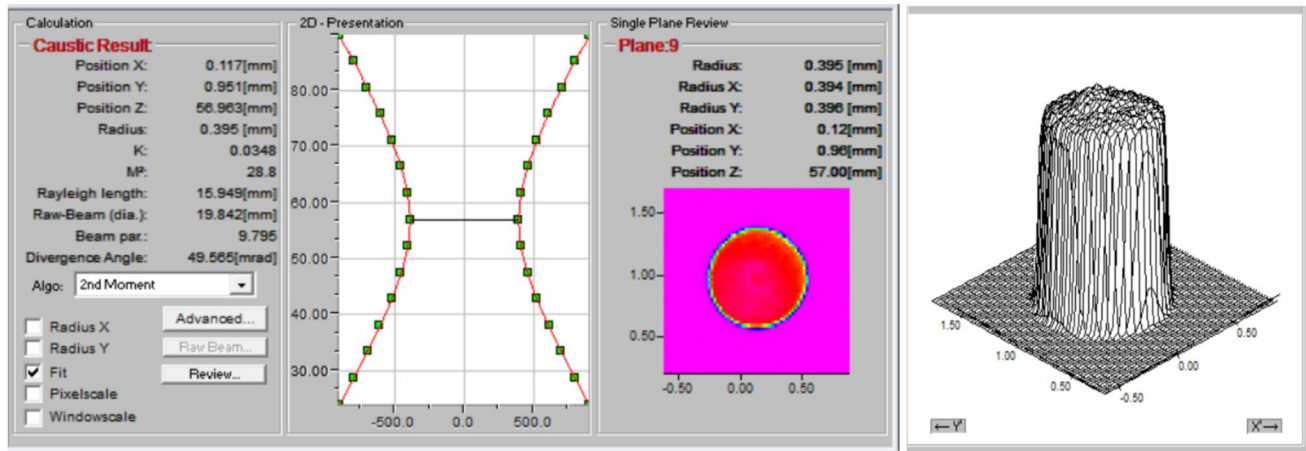 Calculation
Caustic Result:
Position X: 0.117[mm]
Position Y: 0.951[mm]
Position Z: 56.963[mm]
Radius: 0.395 [mm]
K: 0.0348
M²: 28.8
Rayleigh length: 15.949[mm]
Raw-Beam (dia.): 19.842[mm]
Beam par.: 9.795
Divergence Angle: 49.565[mrad]
Algo: 2nd Moment
Radius X
Radius Y
Fit
Pixelscale
Windowscale
Advanced...
Raw Beam...
Review...
2D - Presentation
80.00
70.00
60.00
50.00
40.00
30.00
-500.0 0.0 500.0
Single Plane Review
Plane:9
Radius: 0.395 [mm]
Radius X: 0.394 [mm]
Radius Y: 0.396 [mm]
Position X: 0.12[mm]
Position Y: 0.96[mm]
Position Z: 57.00[mm]
1.50
1.00
0.50
-0.50 0.00 0.50
1.50
1.00
0.50
-0.50
0.00
0.50
← Y'
X'→